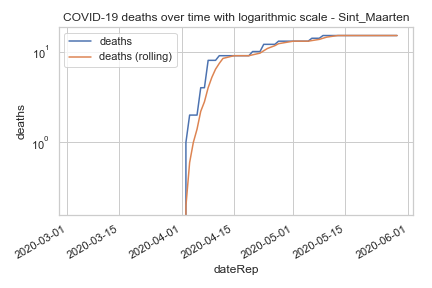 COVID-19 deaths over time with logarithmic scale - Sint_Maarten
deaths
deaths (rolling)
10¹
10⁰
deaths
2020-03-01
2020-03-15
2020-04-01
2020-04-15
2020-05-01
2020-05-15
2020-06-01
dateRep